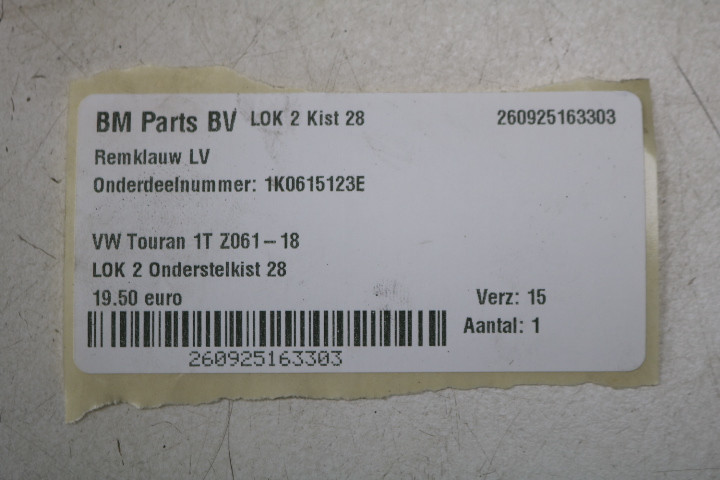 BM Parts BV LOK 2 Kist 28 260925163303
Remklauw LV
Onderdeelnummer: 1K0615123E
VW Touran 1T Z061-18
LOK 2 Onderstelkist 28
19.50 euro Verz: 15
Aantal: 1
260925163303